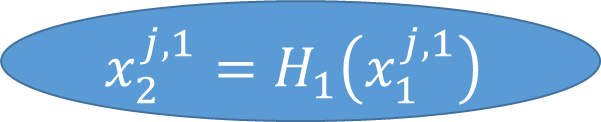 $x_2^{j,1} = H_1(x_1^{j,1})$